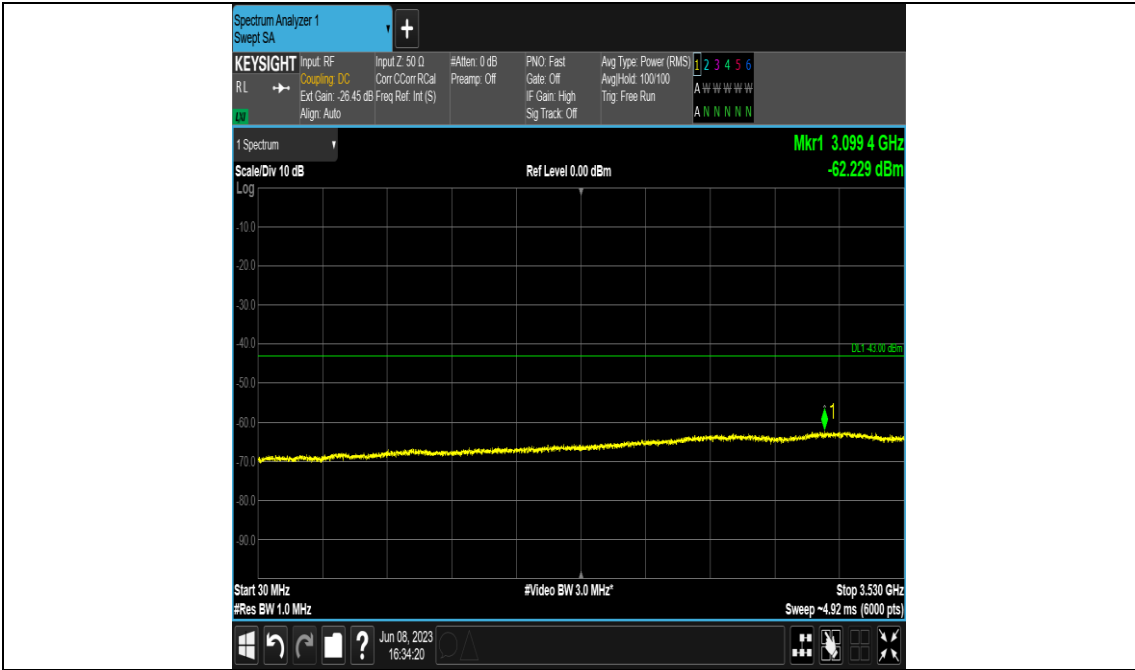 Spectrum Analyzer 1
Swept SA
+
KEYSIGHT
RL
LXI
Input: RF
Coupling: DC
Ext Gain: -26.45 dB
Align: Auto
Input Z: 50 Ω
Corr CCorr RCal
Freq Ref: Int (S)
#Atten: 0 dB
Preamp: Off
PNO: Fast
Gate: Off
IF Gain: High
Sig Track: Off
Avg Type: Power (RMS)
Avg|Hold: 100/100
Trig: Free Run
1 2 3 4 5 6
A W W W W W
A N N N N N
1 Spectrum
Mkr1 3.099 4 GHz
Scale/Div 10 dB
Ref Level 0.00 dBm
-62.229 dBm
Log
-10.0
-20.0
-30.0
-40.0
DL1 -43.00 dBm
-50.0
1
-60.0
-70.0
-80.0
-90.0
Start 30 MHz
#Video BW 3.0 MHz*
Stop 3.530 GHz
#Res BW 1.0 MHz
Sweep ~4.92 ms (6000 pts)
?
Jun 08, 2023
16:34:20